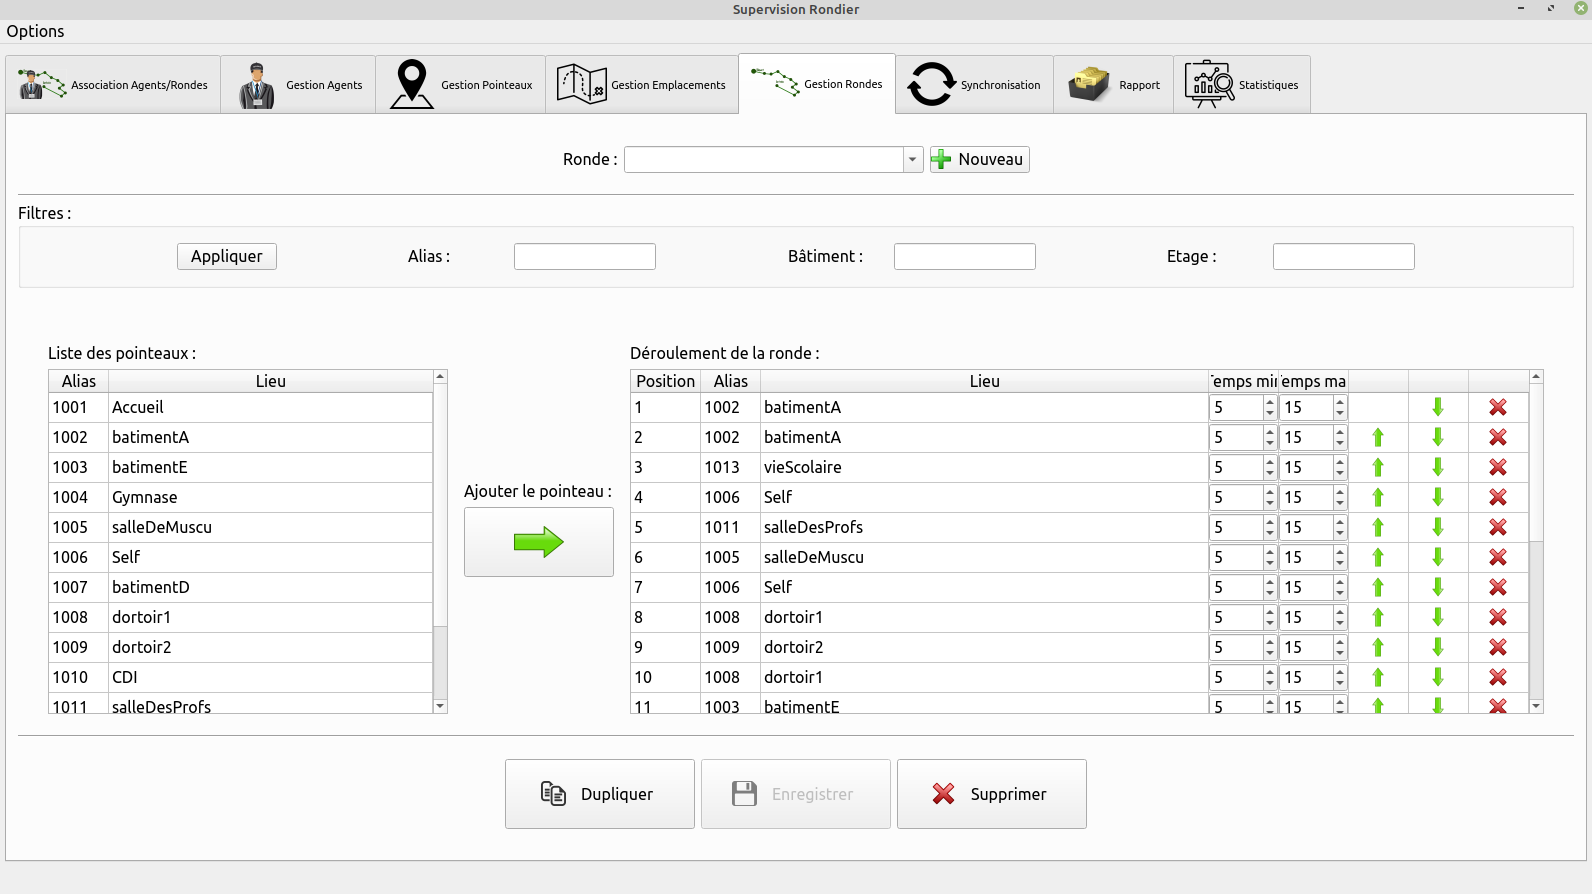 Supervision Rondier
Options
Association Agents/Rondes
Gestion Agents
Gestion Pointeaux
Gestion Emplacements
Gestion Rondes
Synchronisation
Rapport
Statistiques
Ronde :
Nouveau
Filtres :
Appliquer
Alias :
Bâtiment :
Etage :
Liste des pointeaux :
Alias Lieu
1001 Accueil
1002 batimentA
1003 batimentE
1004 Gymnase
1005 salleDeMuscu
1006 Self
1007 batimentD
1008 dortoir1
1009 dortoir2
1010 CDI
1011 salleDesProfs
Ajouter le pointeau :
Déroulement de la ronde :
Position Alias Lieu Temps min Temps ma
1 1002 batimentA 5 15
2 1002 batimentA 5 15
3 1013 vieScolaire 5 15
4 1006 Self 5 15
5 1011 salleDesProfs 5 15
6 1005 salleDeMuscu 5 15
7 1006 Self 5 15
8 1008 dortoir1 5 15
9 1009 dortoir2 5 15
10 1008 dortoir1 5 15
11 1003 batimentE 5 15
Dupliquer
Enregistrer
Supprimer